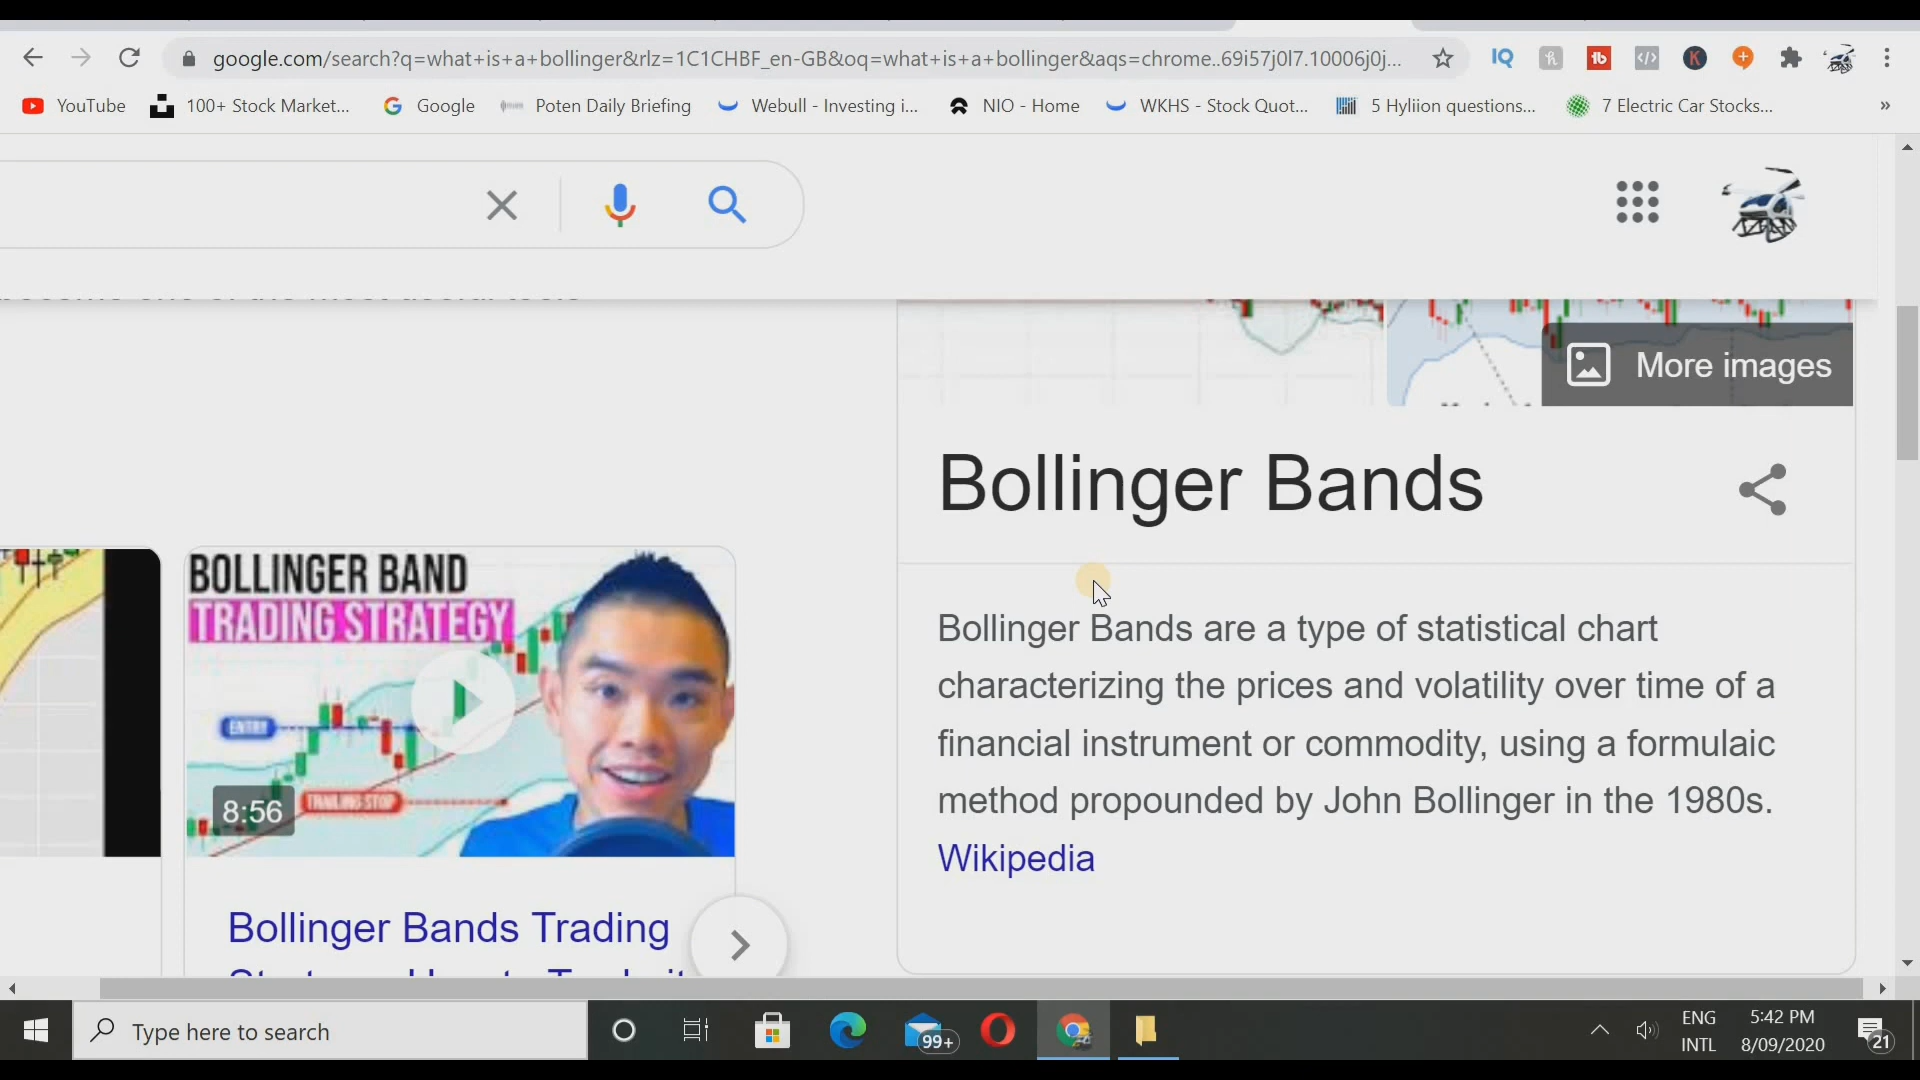 google.com/search?q=what+is+a+bollinger&rlz=1C1CHBF_en-GB&oq=what+is+a+bollinger&aqs=chrome..69i57j0l7.10006j0j...
IQ
tb
</>
K
YouTube
100+ Stock Market...
Google
Poten Daily Briefing
Webull - Investing i...
NIO - Home
WKHS - Stock Quot...
5 Hyliion questions...
7 Electric Car Stocks...
»
More images
Bollinger Bands
Bollinger Bands are a type of statistical chart
characterizing the prices and volatility over time of a
financial instrument or commodity, using a formulaic
method propounded by John Bollinger in the 1980s.
Wikipedia
BOLLINGER BAND
TRADING STRATEGY
ENTRY
TRAILING STOP
8:56
Bollinger Bands Trading
Type here to search
99+
ENG
INTL
5:42 PM
8/09/2020
21